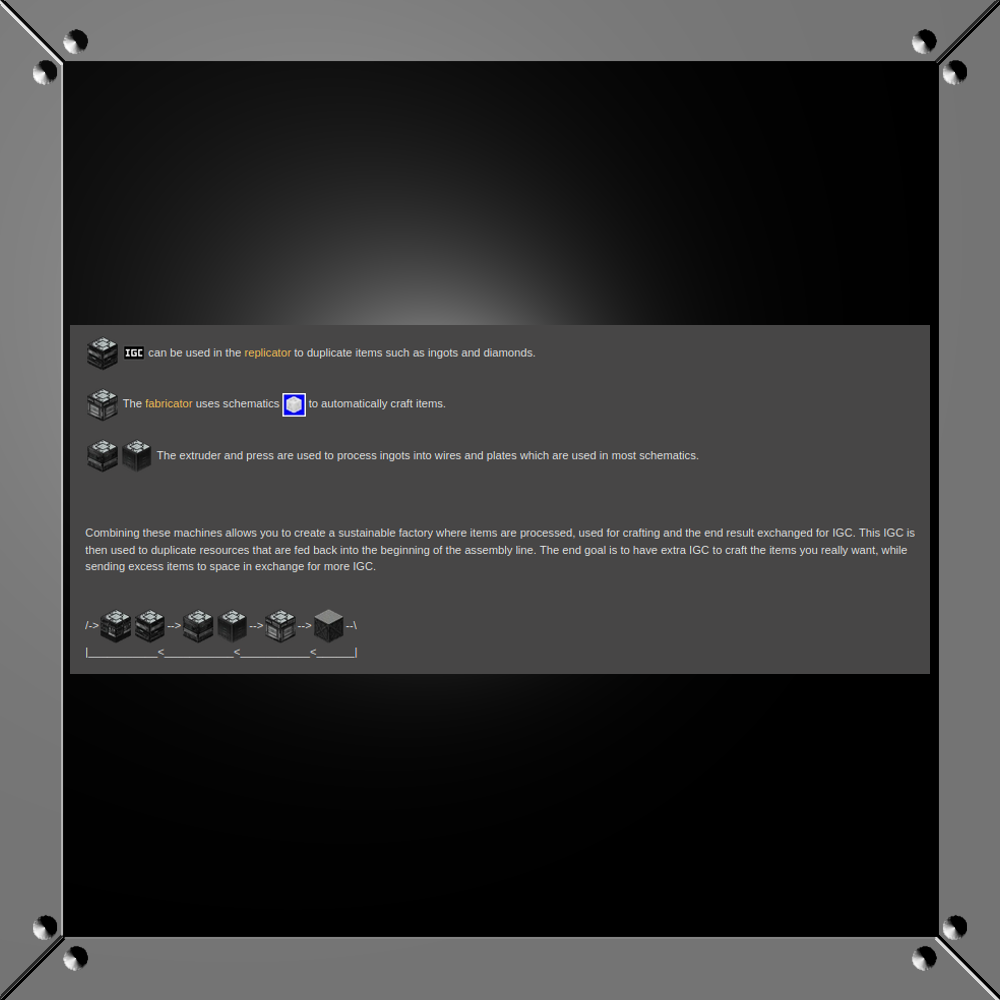 IGC can be used in the replicator to duplicate items such as ingots and diamonds.
The fabricator uses schematics to automatically craft items.
The extruder and press are used to process ingots into wires and plates which are used in most schematics.
Combining these machines allows you to create a sustainable factory where items are processed, used for crafting and the end result exchanged for IGC. This IGC is
then used to duplicate resources that are fed back into the beginning of the assembly line. The end goal is to have extra IGC to craft the items you really want, while
sending excess items to space in exchange for more IGC.
/-> --> --> --> --\
|___________<___________<___________<______|